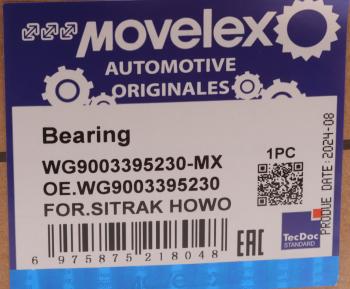 movelex
AUTOMOTIVE
ORIGINALES
Bearing
WG9003395230-MX
OE.WG9003395230
FOR.SITRAK HOWO
1PC
6 975875 218048
EAC
TecDoc
STANDARD
PRODUE DATE:2024-08